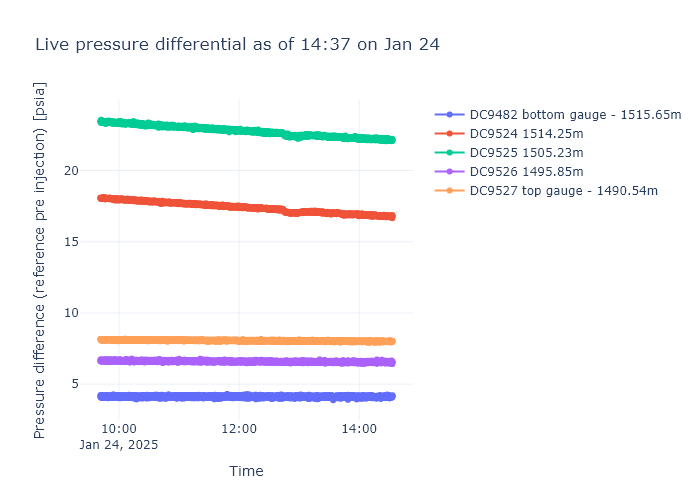 Live pressure differential as of 14:37 on Jan 24
Pressure difference (reference pre injection) [psia]
20
15
10
5
10:00
Jan 24, 2025
12:00
14:00
Time
DC9482 bottom gauge - 1515.65m
DC9524 1514.25m
DC9525 1505.23m
DC9526 1495.85m
DC9527 top gauge - 1490.54m